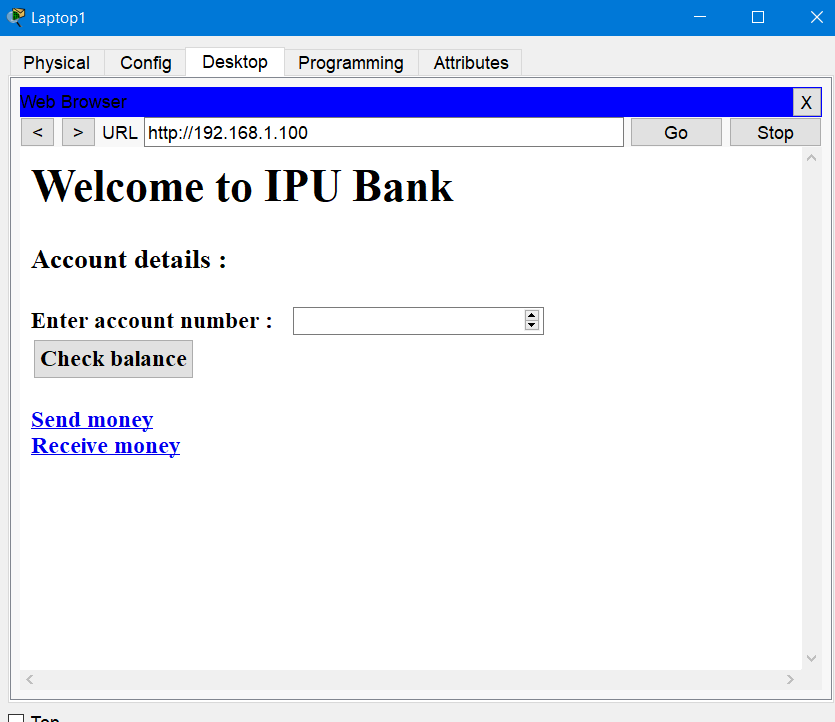 Laptop1
Physical Config Desktop Programming Attributes
Web Browser X
< > URL http://192.168.1.100 Go Stop
Welcome to IPU Bank
Account details :
Enter account number :
Check balance
Send money
Receive money
Top